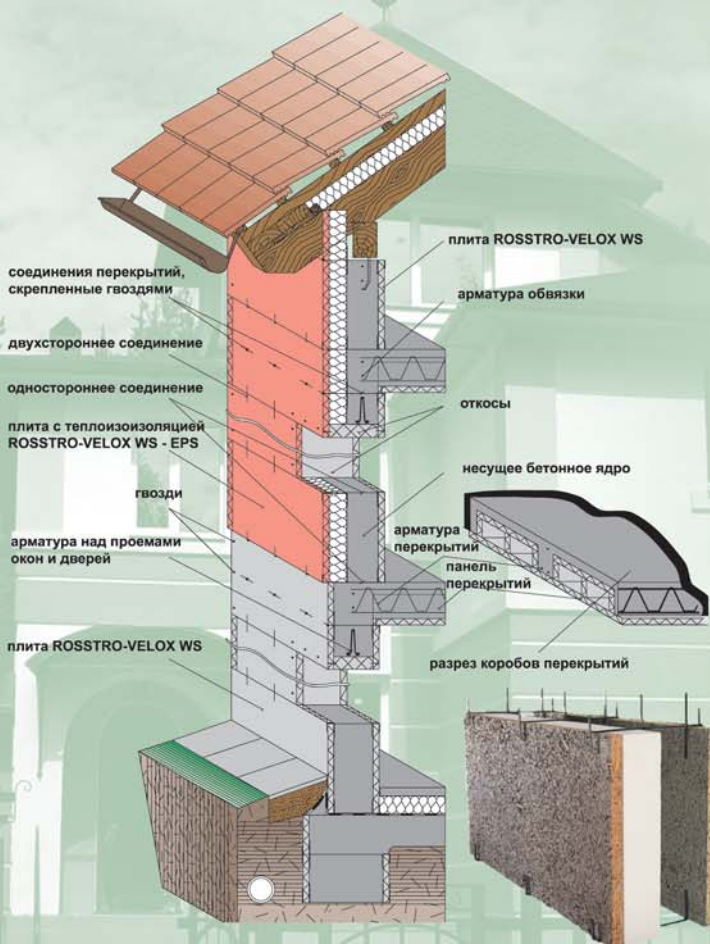 плита ROSSTRO-VELOX WS
соединения перекрытий,
скрепленные гвоздями
арматура обвязки
двухстороннее соединение
одностороннее соединение
откосы
плита с теплоизоизоляцией
ROSSTRO-VELOX WS - EPS
несущее бетонное ядро
гвозди
арматура
перекрытий
арматура над проемами
окон и дверей
панель
перекрытий
плита ROSSTRO-VELOX WS
разрез коробов перекрытий